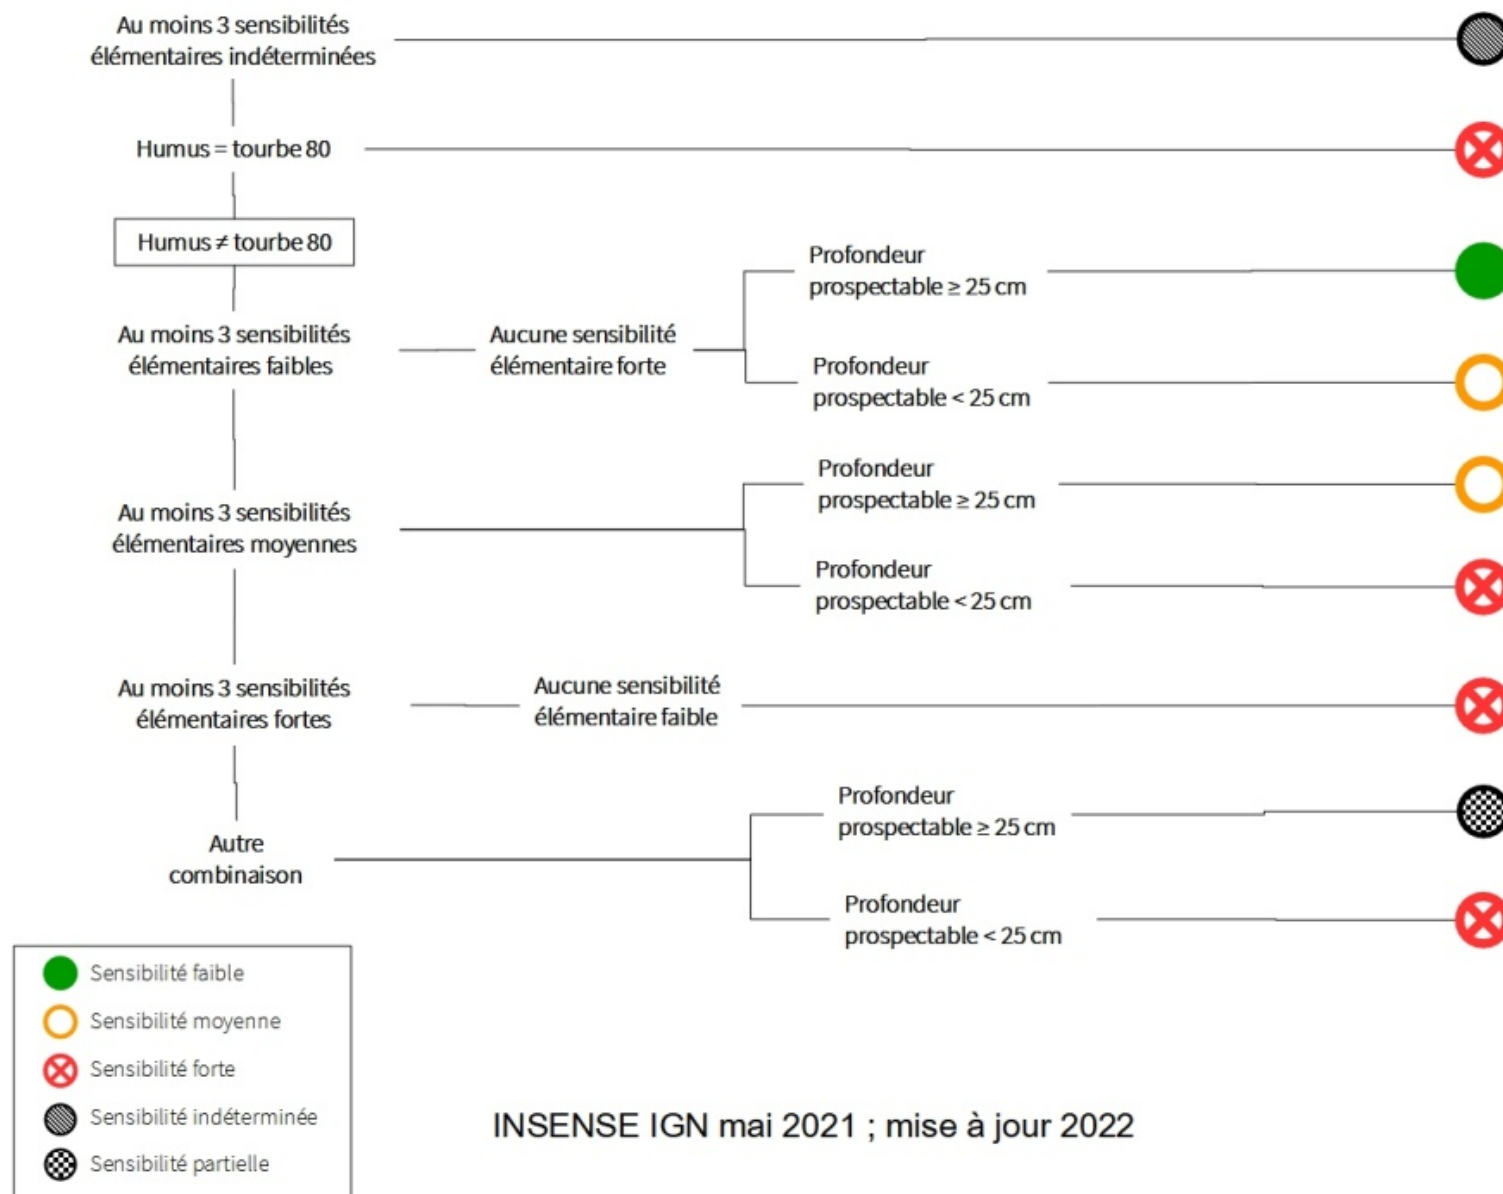 Au moins 3 sensibilités
élémentaires indéterminées
Humus = tourbe 80
Humus ≠ tourbe 80
Au moins 3 sensibilités
élémentaires faibles
Aucune sensibilité
élémentaire forte
Profondeur
prospectable ≥ 25 cm
Profondeur
prospectable < 25 cm
Au moins 3 sensibilités
élémentaires moyennes
Profondeur
prospectable ≥ 25 cm
Profondeur
prospectable < 25 cm
Au moins 3 sensibilités
élémentaires fortes
Aucune sensibilité
élémentaire faible
Autre
combinaison
Profondeur
prospectable ≥ 25 cm
Profondeur
prospectable < 25 cm
Sensibilité faible
Sensibilité moyenne
Sensibilité forte
Sensibilité indéterminée
Sensibilité partielle
INSENSE IGN mai 2021 ; mise à jour 2022